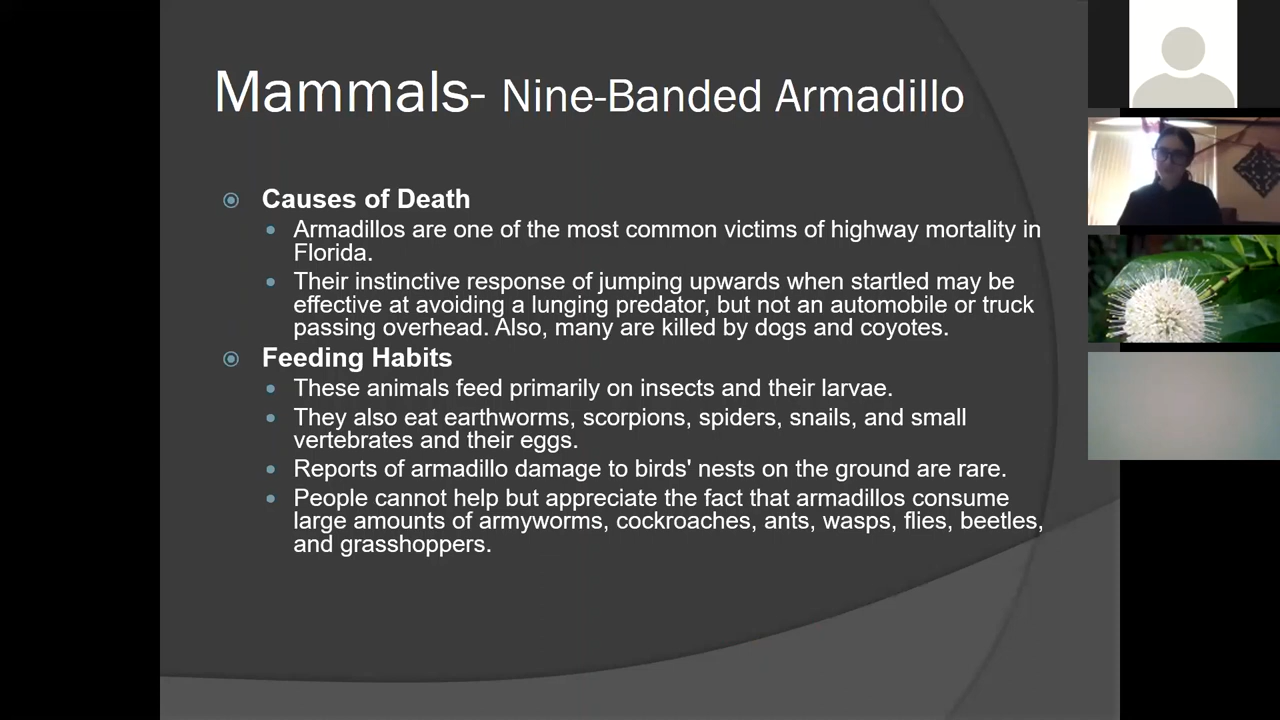 Mammals- Nine-Banded Armadillo
Causes of Death
Armadillos are one of the most common victims of highway mortality in
Florida.
Their instinctive response of jumping upwards when startled may be
effective at avoiding a lunging predator, but not an automobile or truck
passing overhead. Also, many are killed by dogs and coyotes.
Feeding Habits
These animals feed primarily on insects and their larvae.
They also eat earthworms, scorpions, spiders, snails, and small
vertebrates and their eggs.
Reports of armadillo damage to birds' nests on the ground are rare.
People cannot help but appreciate the fact that armadillos consume
large amounts of armyworms, cockroaches, ants, wasps, flies, beetles,
and grasshoppers.